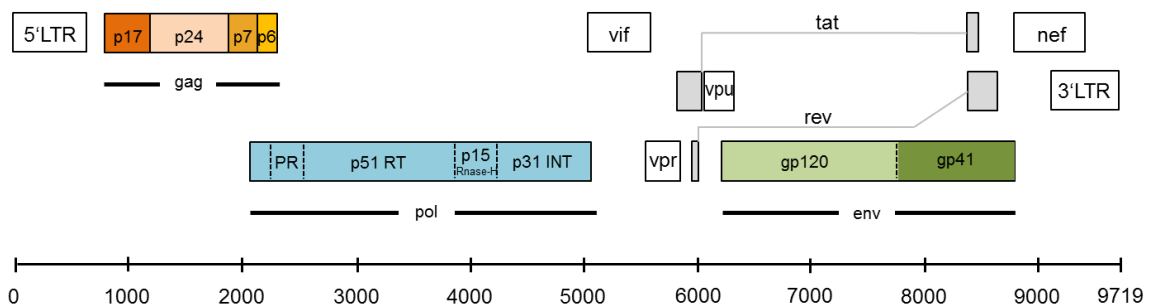 5'LTR
p17
p24
p7
p6
vif
tat
nef
gag
vpu
3'LTR
rev
PR
p51 RT
p15
Rnase-H
p31 INT
vpr
gp120
gp41
pol
env
0
1000
2000
3000
4000
5000
6000
7000
8000
9000
9719